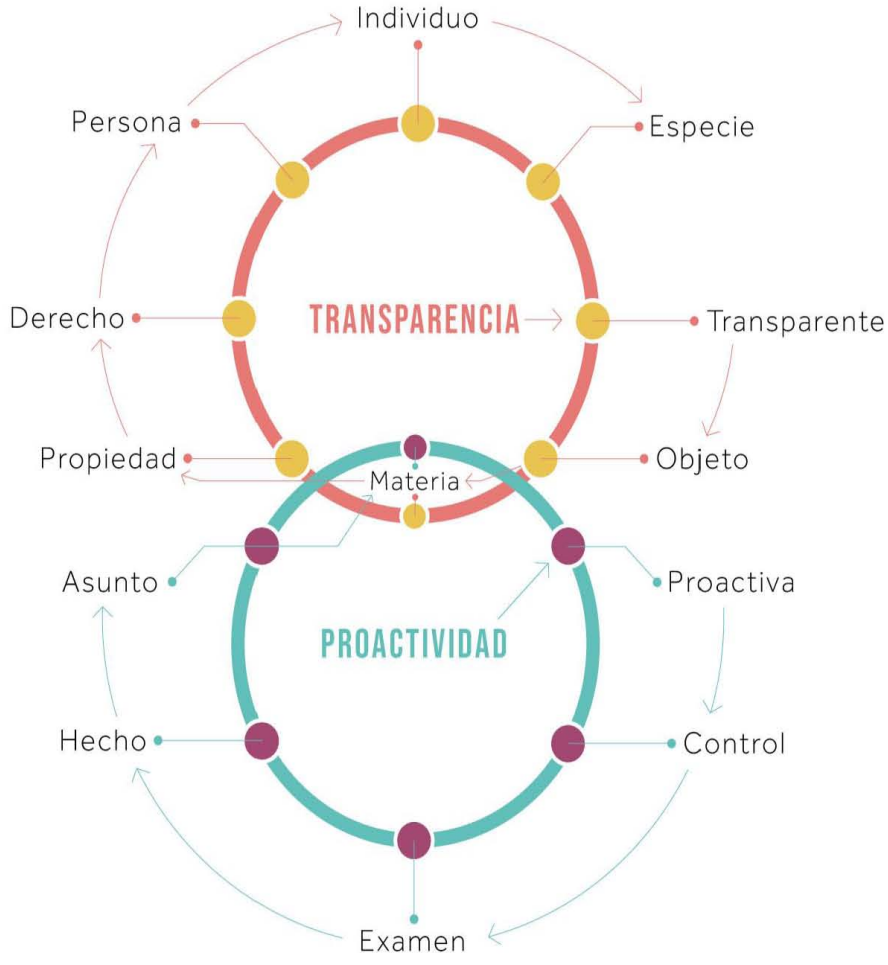 Individuo
Persona
Especie
Derecho
TRANSPARENCIA
Transparente
Propiedad
Materia
Objeto
Asunto
Proactiva
PROACTIVIDAD
Hecho
Control
Examen